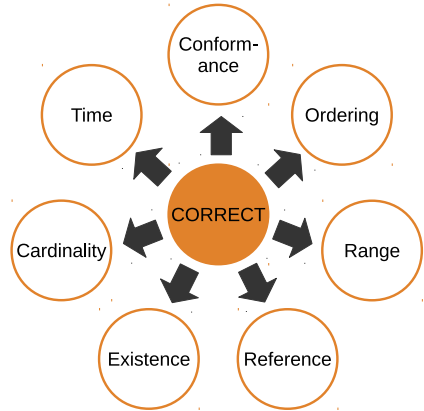 Conform-
ance
Ordering
Range
Reference
Existence
Cardinality
Time
CORRECT